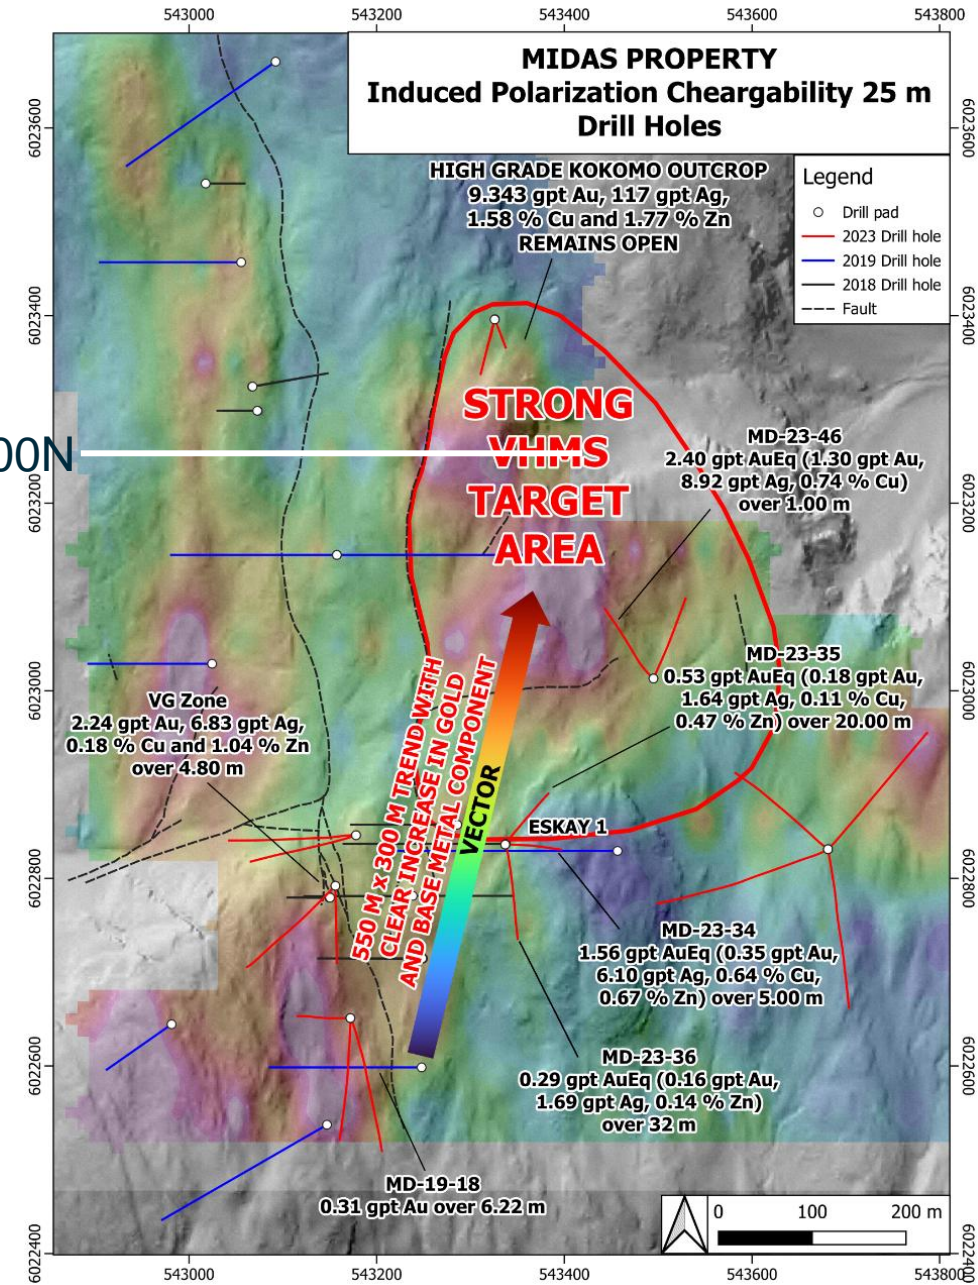 543000
543200
543400
543600
543800
MIDAS PROPERTY
Induced Polarization Cheargability 25 m
Drill Holes
6023600
6023600
HIGH GRADE KOKOMO OUTCROP
9.343 gpt Au, 117 gpt Ag,
1.58 % Cu and 1.77 % Zn
REMAINS OPEN
Legend
Drill pad
2023 Drill hole
2019 Drill hole
2018 Drill hole
Fault
6023400
6023400
STRONG
VHMS
TARGET
AREA
00N
MD-23-46
2.40 gpt AuEq (1.30 gpt Au,
8.92 gpt Ag, 0.74 % Cu)
over 1.00 m
6023200
6023200
MD-23-35
0.53 gpt AuEq (0.18 gpt Au,
1.64 gpt Ag, 0.11 % Cu,
0.47 % Zn) over 20.00 m
6023000
6023000
VG Zone
2.24 gpt Au, 6.83 gpt Ag,
0.18 % Cu and 1.04 % Zn
over 4.80 m
550 M x 300 M TREND WITH
CLEAR INCREASE IN GOLD
AND BASE METAL COMPONENT
VECTOR
ESKAY 1
6022800
6022800
MD-23-34
1.56 gpt AuEq (0.35 gpt Au,
6.10 gpt Ag, 0.64 % Cu,
0.67 % Zn) over 5.00 m
MD-23-36
0.29 gpt AuEq (0.16 gpt Au,
1.69 gpt Ag, 0.14 % Zn)
over 32 m
6022600
6022600
MD-19-18
0.31 gpt Au over 6.22 m
0 100 200 m
6022400
6022400
543000
543200
543400
543600
543800